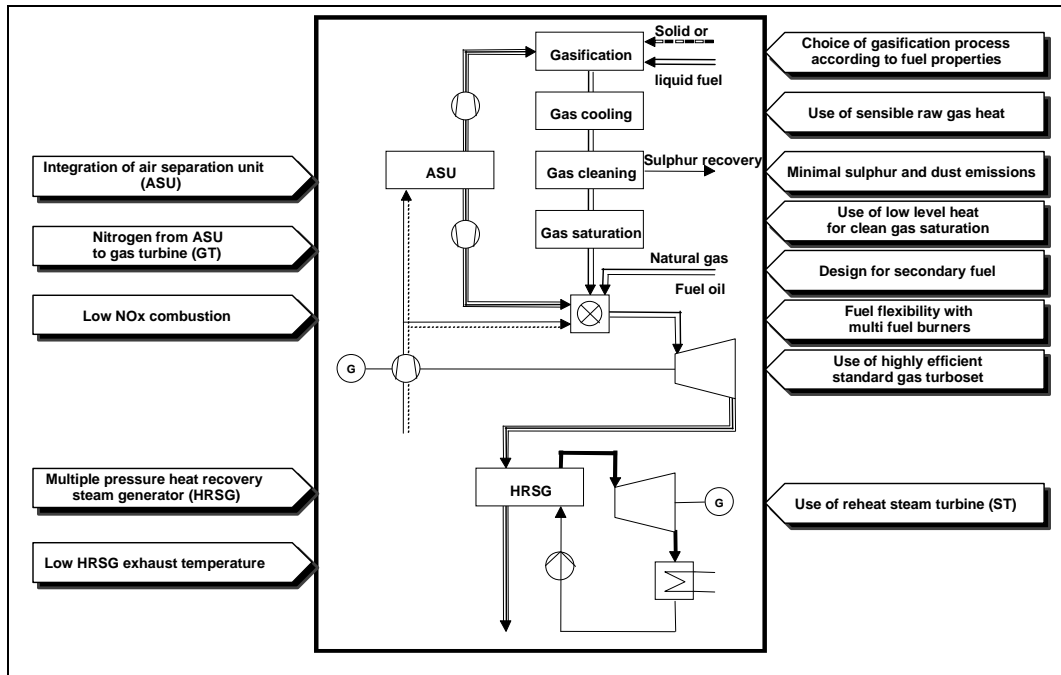 Integration of air separation unit
(ASU)
Nitrogen from ASU
to gas turbine (GT)
Low NOx combustion
Multiple pressure heat recovery
steam generator (HRSG)
Low HRSG exhaust temperature
Solid or
Gasification
liquid fuel
Gas cooling
Sulphur recovery
ASU
Gas cleaning
Gas saturation
Natural gas
Fuel oil
G
HRSG
G
Choice of gasification process
according to fuel properties
Use of sensible raw gas heat
Minimal sulphur and dust emissions
Use of low level heat
for clean gas saturation
Design for secondary fuel
Fuel flexibility with
multi fuel burners
Use of highly efficient
standard gas turboset
Use of reheat steam turbine (ST)